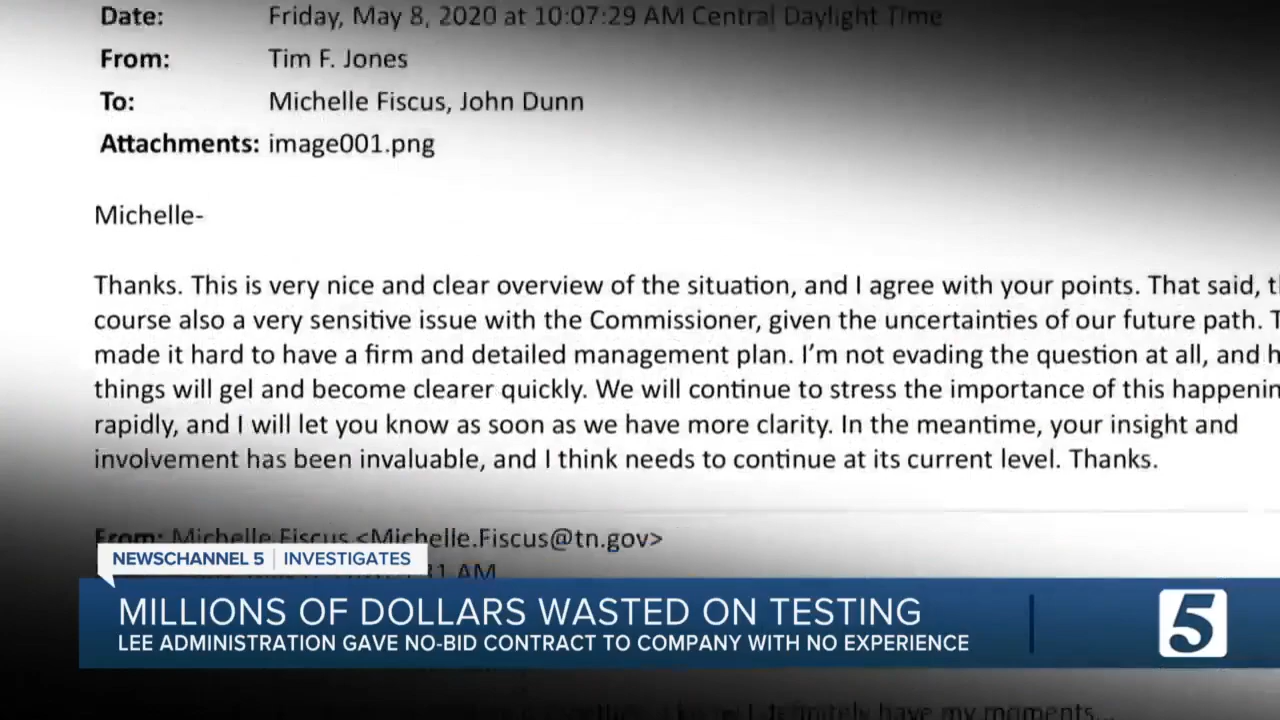 Date: Friday, May 8, 2020 at 10:07:29 AM Central Daylight Time
From: Tim F. Jones
To: Michelle Fiscus, John Dunn
Attachments: image001.png
Michelle-
Thanks. This is very nice and clear overview of the situation, and I agree with your points. That said,
course also a very sensitive issue with the Commissioner, given the uncertainties of our future path.
made it hard to have a firm and detailed management plan. I'm not evading the question at all, and
things will gel and become clearer quickly. We will continue to stress the importance of this
rapidly, and I will let you know as soon as we have more clarity. In the meantime, your insight and
involvement has been invaluable, and I think needs to continue at its current level. Thanks.
From: Michelle Fiscus <Michelle.Fiscus@tn.gov>
AM
NEWSCHANNEL 5 | INVESTIGATES
MILLIONS OF DOLLARS WASTED ON TESTING
LEE ADMINISTRATION GAVE NO-BID CONTRACT TO COMPANY WITH NO EXPERIENCE
5
I definitely have my moments...